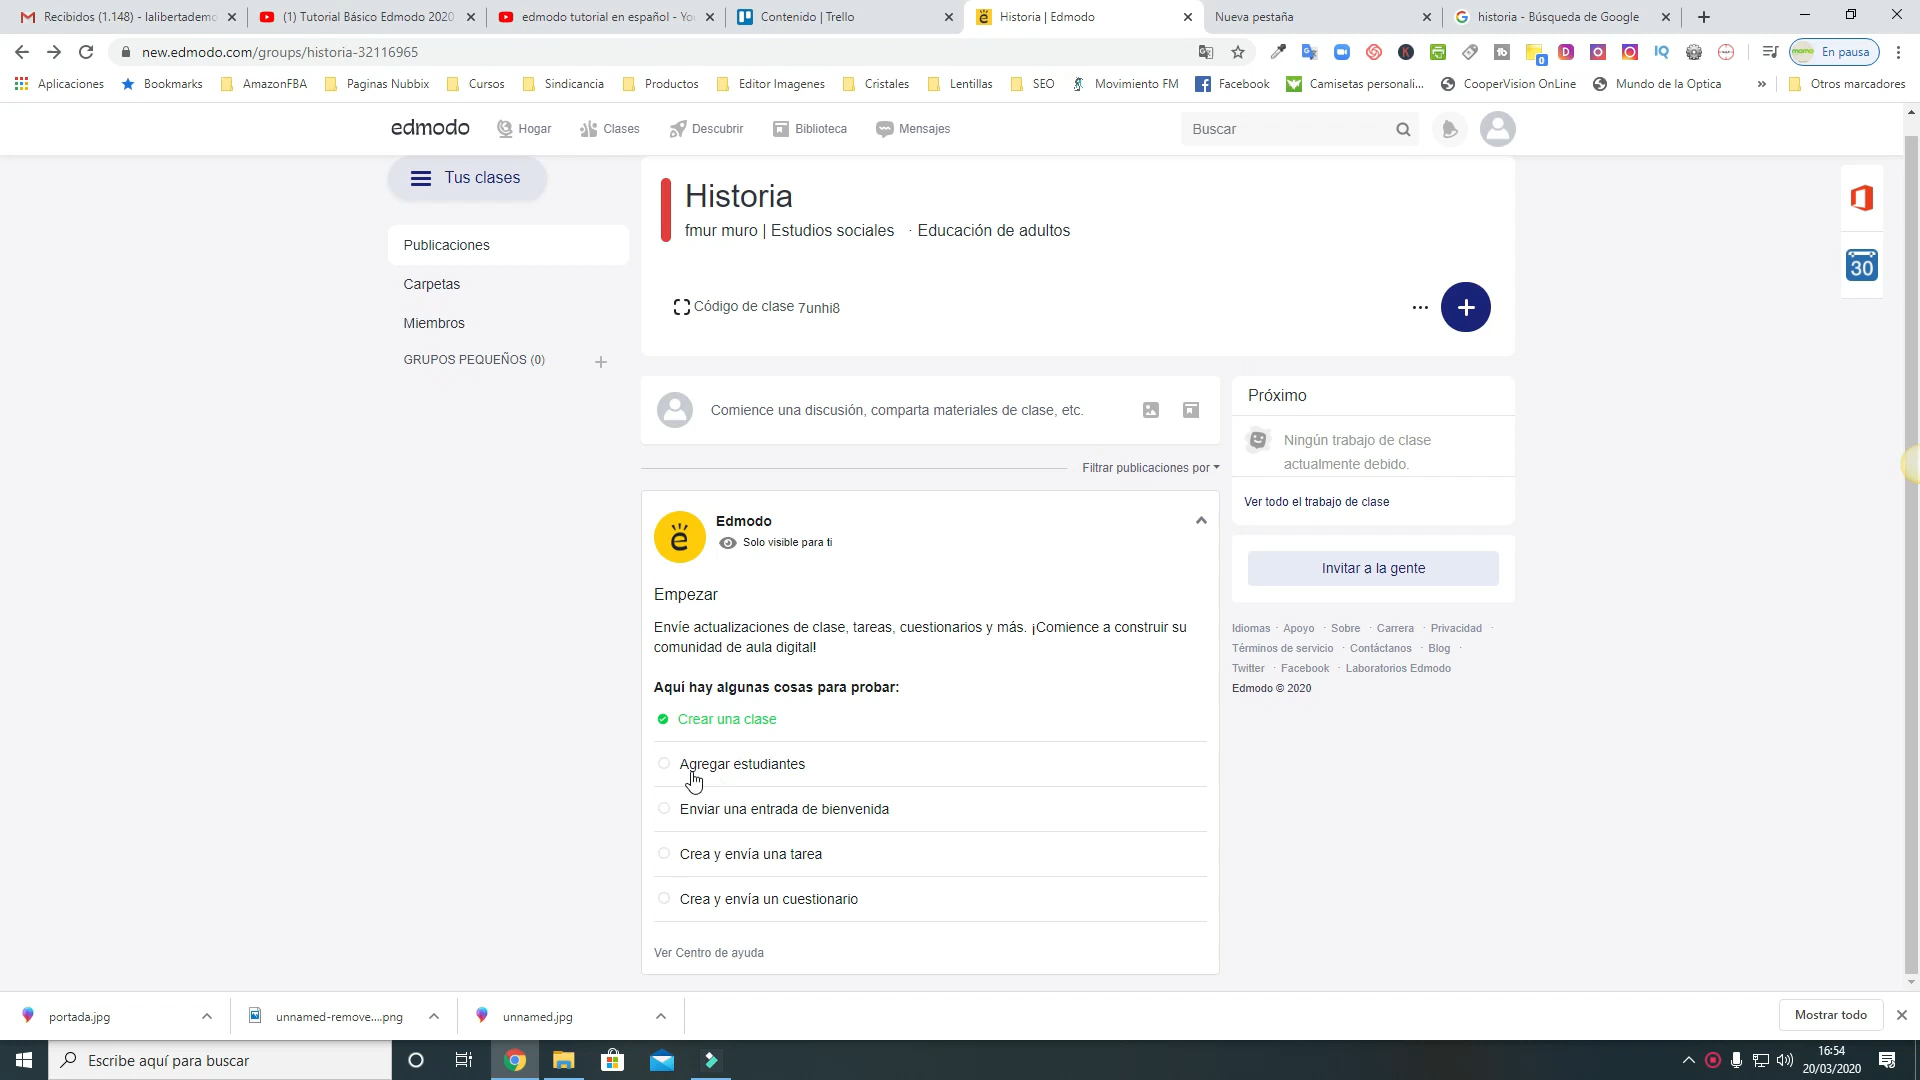 Recibidos (1.148) - lalibertademo
(1) Tutorial Básico Edmodo 2020
edmodo tutorial en español - Yo
Contenido | Trello
Historia | Edmodo
Nueva pestaña
historia - Búsqueda de Google
new.edmodo.com/groups/historia-32116965
En pausa
Aplicaciones
Bookmarks
AmazonFBA
Paginas Nubbix
Cursos
Sindicancia
Productos
Editor Imagenes
Cristales
Lentillas
SEO
Movimiento FM
Facebook
Camisetas personali...
CooperVision OnLine
Mundo de la Optica
»
Otros marcadores
edmodo
Hogar
Clases
Descubrir
Biblioteca
Mensajes
Buscar
Tus clases
Publicaciones
Carpetas
Miembros
GRUPOS PEQUEÑOS (0)
Historia
fmur muro | Estudios sociales · Educación de adultos
Código de clase 7unhi8
30
Comience una discusión, comparta materiales de clase, etc.
Filtrar publicaciones por
Próximo
Ningún trabajo de clase
actualmente debido.
Ver todo el trabajo de clase
Invitar a la gente
Idiomas · Apoyo · Sobre · Carrera · Privacidad ·
Términos de servicio · Contáctanos · Blog ·
Twitter · Facebook · Laboratorios Edmodo
Edmodo © 2020
Edmodo
Solo visible para ti
Empezar
Envíe actualizaciones de clase, tareas, cuestionarios y más. ¡Comience a construir su
comunidad de aula digital!
Aquí hay algunas cosas para probar:
Crear una clase
Agregar estudiantes
Enviar una entrada de bienvenida
Crea y envía una tarea
Crea y envía un cuestionario
Ver Centro de ayuda
portada.jpg
unnamed-remove....png
unnamed.jpg
Mostrar todo
Escribe aquí para buscar
16:54
20/03/2020